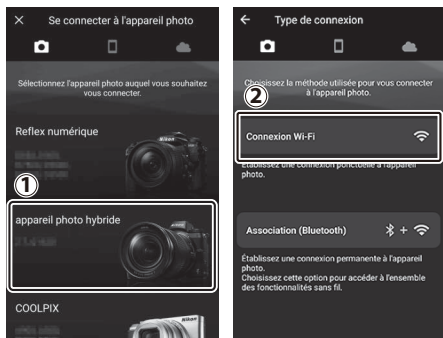 Se connecter à l'appareil photo
Sélectionnez l'appareil photo auquel vous souhaitez
vous connecter.
Reflex numérique
Nikon
1
appareil photo hybride
Nikon
COOLPIX
Nikon
Type de connexion
Choisissez la méthode utilisée pour vous connecter
à l'appareil photo.
2
Connexion Wi-Fi
Établissez une connexion ponctuelle à l'appareil
photo.
Association (Bluetooth)
+
Établissez une connexion permanente à l'appareil
photo.
Choisissez cette option pour accéder à l'ensemble
des fonctionnalités sans fil.